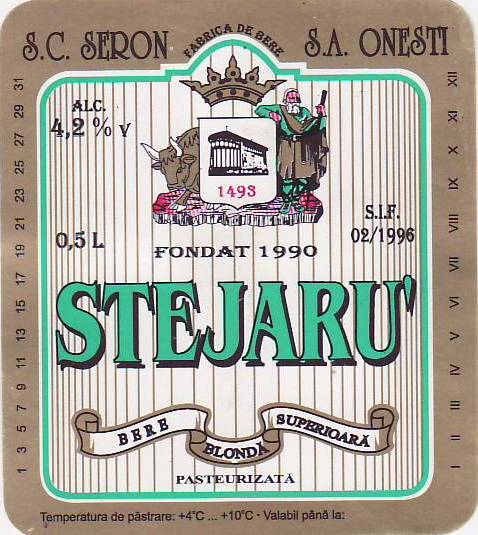 FABRICA DE BERE
S.C. SERON S.A. ONESTI
ALC.
4,2 % V
1493
0,5 L
S.I.F.
02/1996
FONDAT 1990
STEJARU'
BERE BLONDĂ SUPERIOARĂ
PASTEURIZATĂ
1 3 5 7 9 11 13 15 17 19 21 23 25 27 29 31
I II III IV V VI VII VIII IX X XI XII
Temperatura de păstrare: +4°C ... +10°C · Valabil până la: